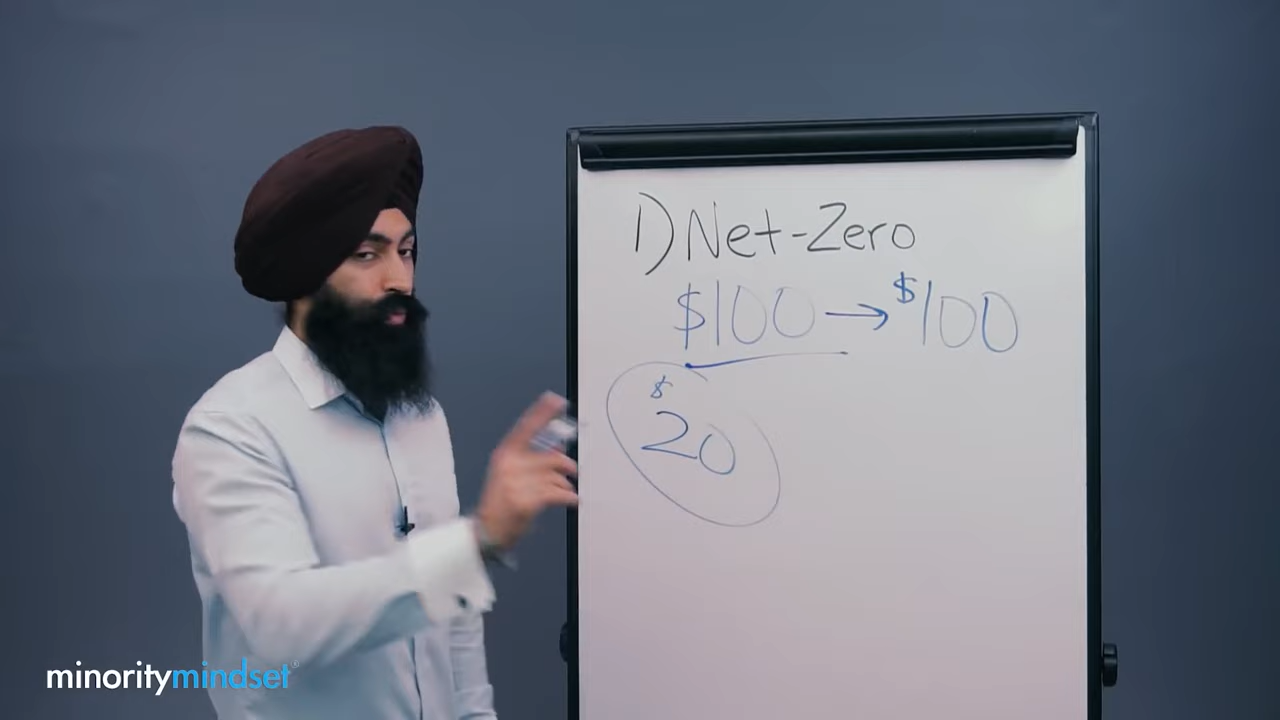 1) Net-Zero
$100 → $100
$
20
minoritymindset